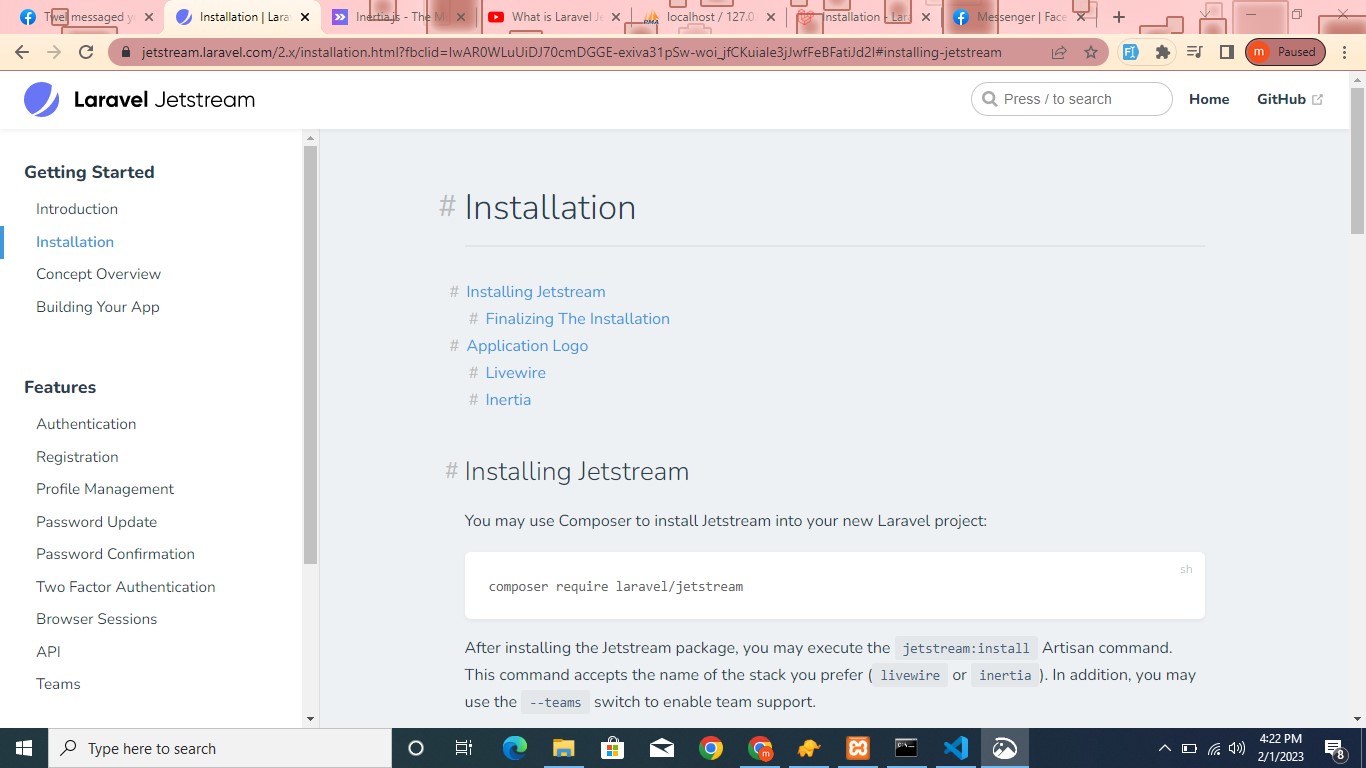 Twel messaged y
Installation | Lara
Inertia.js - The M
What is Laravel Je
localhost / 127.0.
Installation - Lar
Messenger | Face
jetstream.laravel.com/2.x/installation.html?fbclid=IwAR0WLuUiDJ70cmDGGE-exiva31pSw-woi_jfCKuiale3jJwfFeBFatiJd2I#installing-jetstream
m Paused
Laravel Jetstream
Press / to search
Home
GitHub
Getting Started
Introduction
Installation
Concept Overview
Building Your App
Features
Authentication
Registration
Profile Management
Password Update
Password Confirmation
Two Factor Authentication
Browser Sessions
API
Teams
# Installation
# Installing Jetstream
# Finalizing The Installation
# Application Logo
# Livewire
# Inertia
# Installing Jetstream
You may use Composer to install Jetstream into your new Laravel project:
sh
composer require laravel/jetstream
After installing the Jetstream package, you may execute the jetstream:install Artisan command.
This command accepts the name of the stack you prefer ( livewire or inertia ). In addition, you may
use the --teams switch to enable team support.
Type here to search
4:22 PM
2/1/2023
8